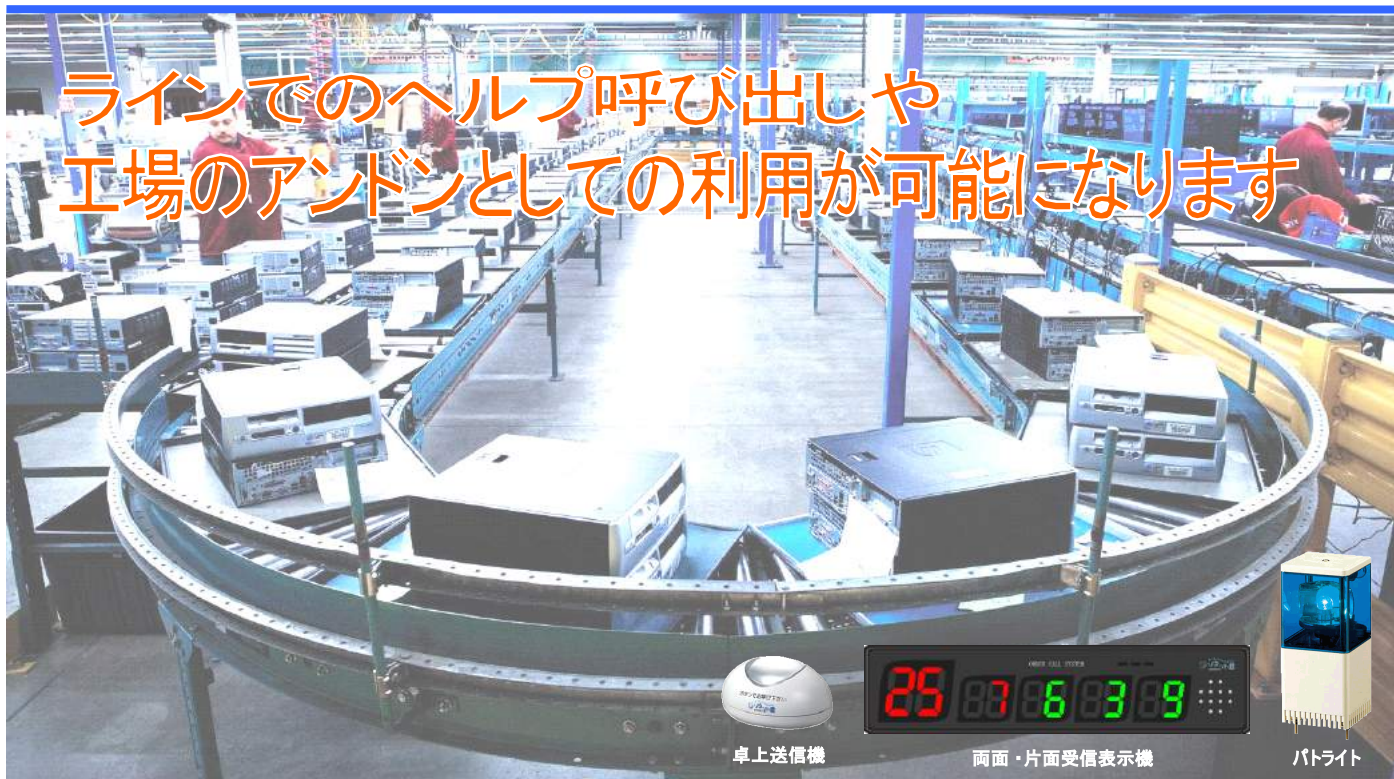 ラインでのヘルプ呼び出しや
工場のアンドンとしての利用が可能になります
ORDER CALL SYSTEM
25 7 6 3 9
卓上送信機
両面・片面受信表示機
パトライト